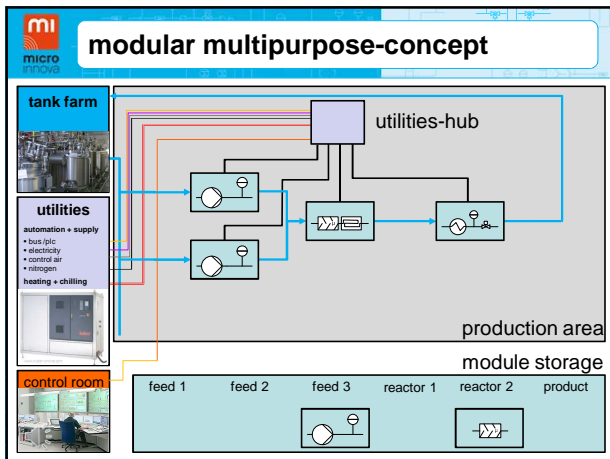 mi
micro
innova
modular multipurpose-concept
tank farm
utilities-hub
utilities
automation + supply
• bus /plc
• electricity
• control air
• nitrogen
heating + chilling
production area
module storage
control room
feed 1 feed 2 feed 3 reactor 1 reactor 2 product